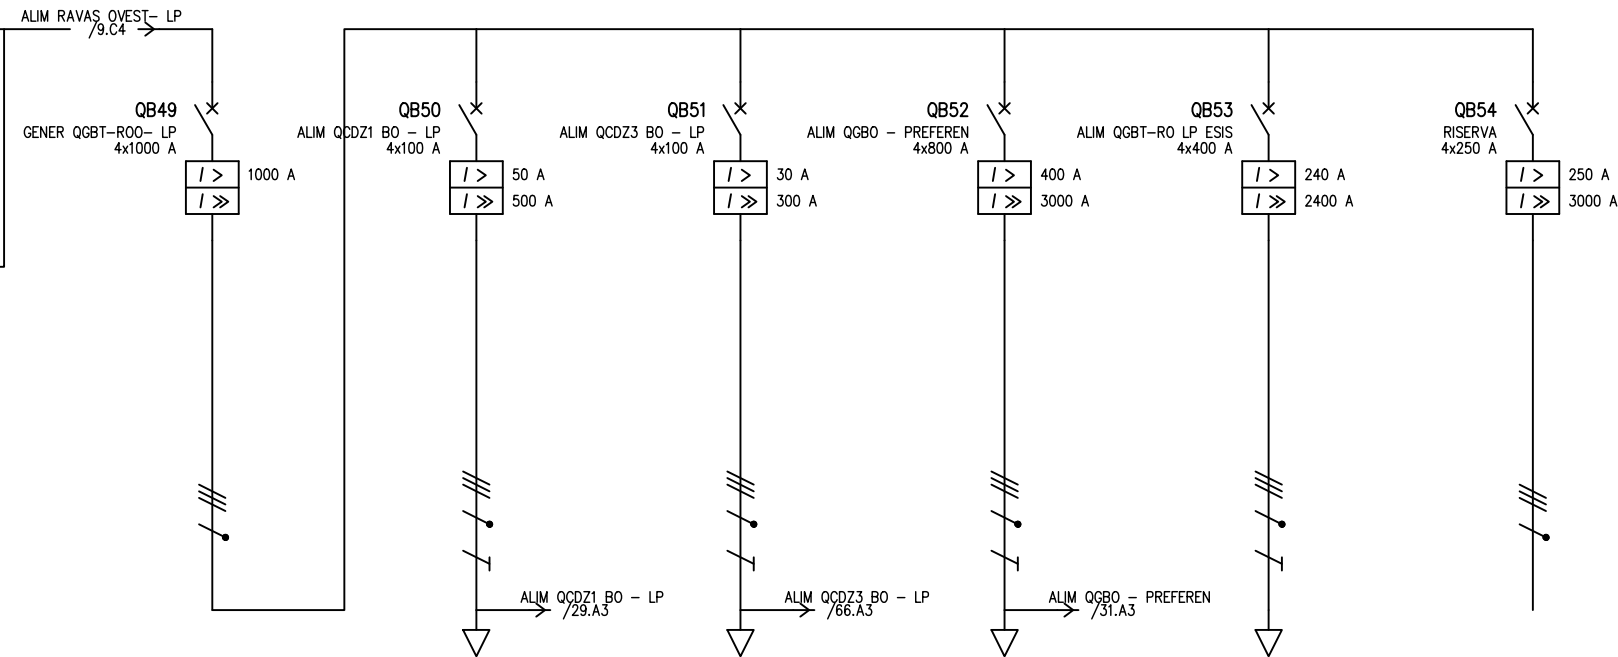 ALIM RAVAS OVEST- LP
/9.C4
QB49
GENER QGBT-ROO- LP
4x1000 A
I >
1000 A
I >>
QB50
ALIM QCDZ1 BO - LP
4x100 A
I >
50 A
I >>
500 A
QB51
ALIM QCDZ3 BO - LP
4x100 A
I >
30 A
I >>
300 A
QB52
ALIM QGBO - PREFEREN
4x800 A
I >
400 A
I >>
3000 A
QB53
ALIM QGBT-RO LP ESIS
4x400 A
I >
240 A
I >>
2400 A
QB54
RISERVA
4x250 A
I >
250 A
I >>
3000 A
ALIM QCDZ1 BO - LP
/29.A3
ALIM QCDZ3 BO - LP
/66.A3
ALIM QGBO - PREFEREN
/31.A3